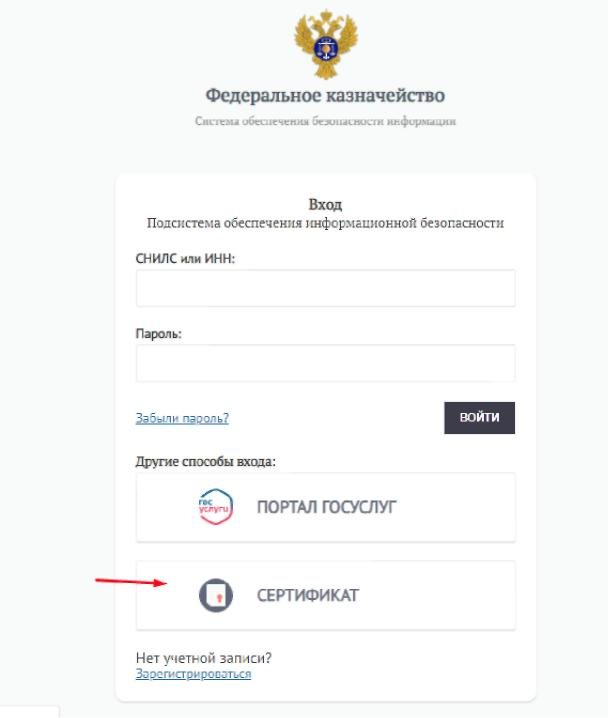 Федеральное казначейство
Система обеспечения безопасности информации
Вход
Подсистема обеспечения информационной безопасности
СНИЛС или ИНН:
Пароль:
Забыли пароль?
ВОЙТИ
Другие способы входа:
гос
услуги
ПОРТАЛ ГОСУСЛУГ
СЕРТИФИКАТ
Нет учетной записи?
Зарегистрироваться